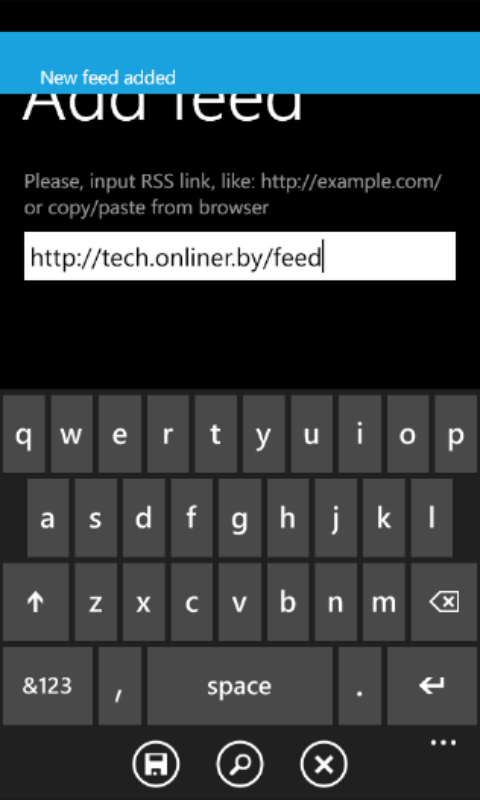 New feed added
Add feed
Please, input RSS link, like: http://example.com/
or copy/paste from browser
http://tech.onliner.by/feed
q w e r t y u i o p
a s d f g h j k l
z x c v b n m
&123 , space .